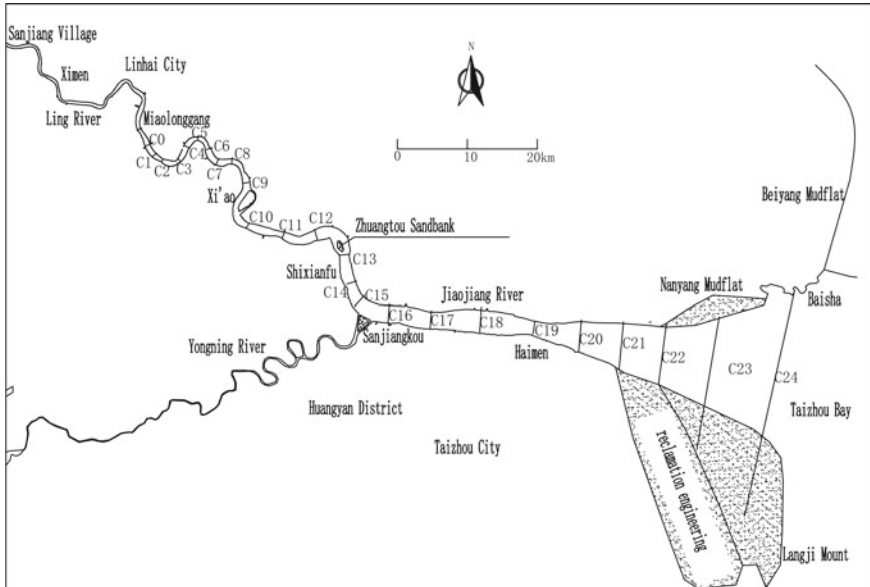 Sanjiang Village
N
Linhai City
Ximen
Ling River
Miaolonggang
C0
C5
C6
C1
C4
C8
C2
C3
C7
C9
Xi'ao
0
20km
10
Beiyang Mudflat
C10
C11
C12
Zhuangtou Sandbank
C13
Shixianfu
C14
C15
Jiaojiang River
Nanyang Mudflat
Baisha
C16
C17
C18
C19
C20
C21
C22
C23
C24
Sanjiangkou
Haimen
Yongning River
Huangyan District
Taizhou Bay
Taizhou City
reclamation engineering
Langji Mount